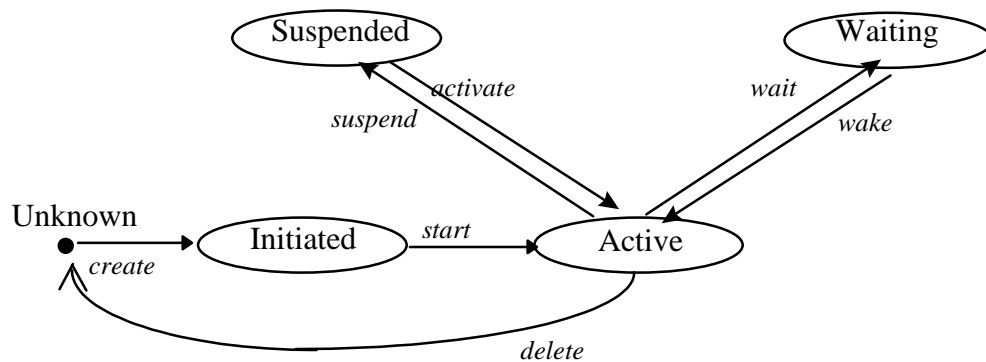 Suspended
Waiting
activate
wait
suspend
wake
Unknown
Initiated
start
Active
create
delete